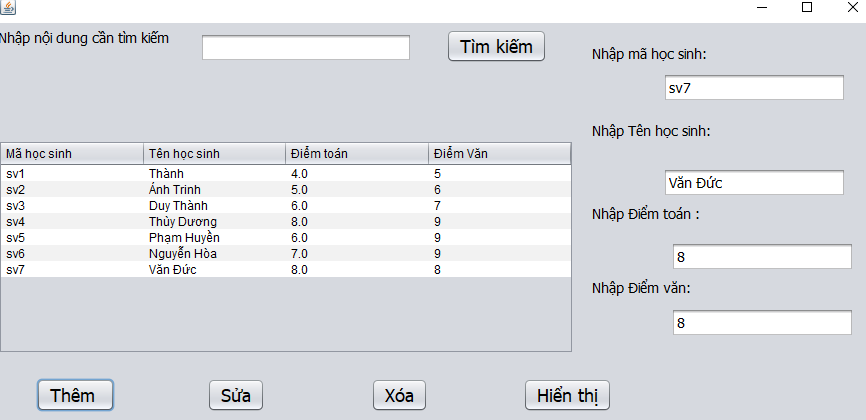 Nhập nội dung cần tìm kiếm
Tìm kiếm
Nhập mã học sinh:
sv7
Nhập Tên học sinh:
Văn Đức
Nhập Điểm toán :
8
Nhập Điểm văn:
8
Mã học sinh Tên học sinh Điểm toán Điểm Văn
sv1 Thành 4.0 5
sv2 Ánh Trinh 5.0 6
sv3 Duy Thành 6.0 7
sv4 Thùy Dương 8.0 9
sv5 Phạm Huyền 6.0 9
sv6 Nguyễn Hòa 7.0 9
sv7 Văn Đức 8.0 8
Thêm Sửa Xóa Hiển thị